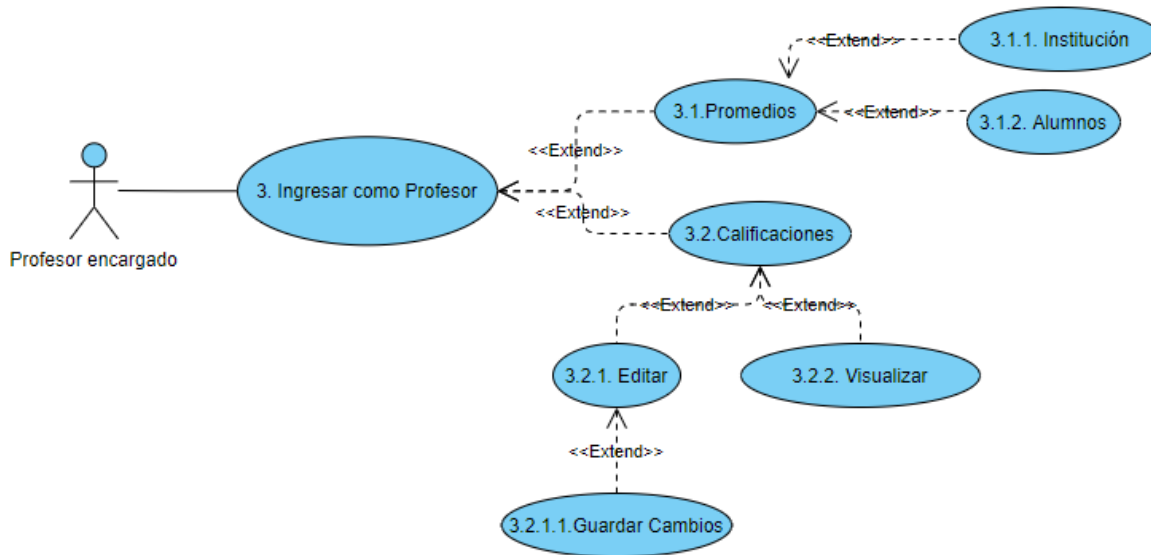 <<Extend>>
3.1.1. Institución
3.1.Promedios
<<Extend>>
3.1.2. Alumnos
<<Extend>>
3. Ingresar como Profesor
<<Extend>>
3.2.Calificaciones
Profesor encargado
<<Extend>>
<<Extend>>
3.2.1. Editar
3.2.2. Visualizar
<<Extend>>
3.2.1.1.Guardar Cambios